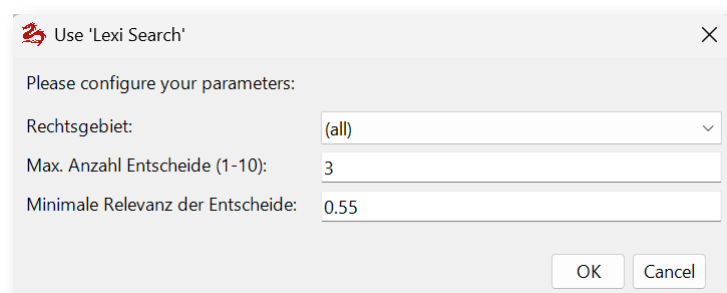 Use 'Lexi Search'
Please configure your parameters:
Rechtsgebiet: (all)
Max. Anzahl Entscheide (1-10): 3
Minimale Relevanz der Entscheide: 0.55
OK Cancel